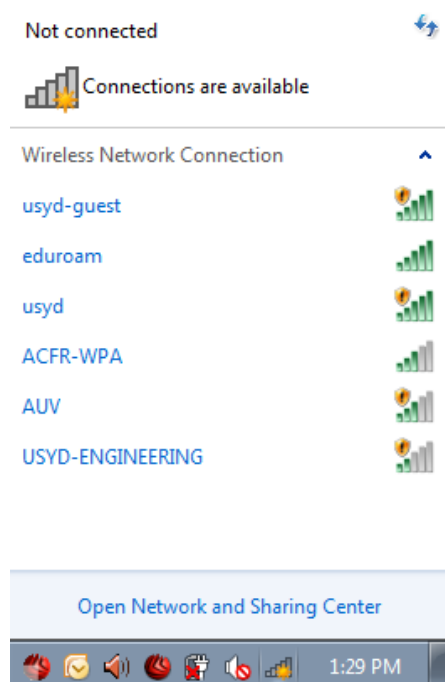 Not connected
Connections are available
Wireless Network Connection
usyd-guest
eduroam
usyd
ACFR-WPA
AUV
USYD-ENGINEERING
Open Network and Sharing Center
1:29 PM